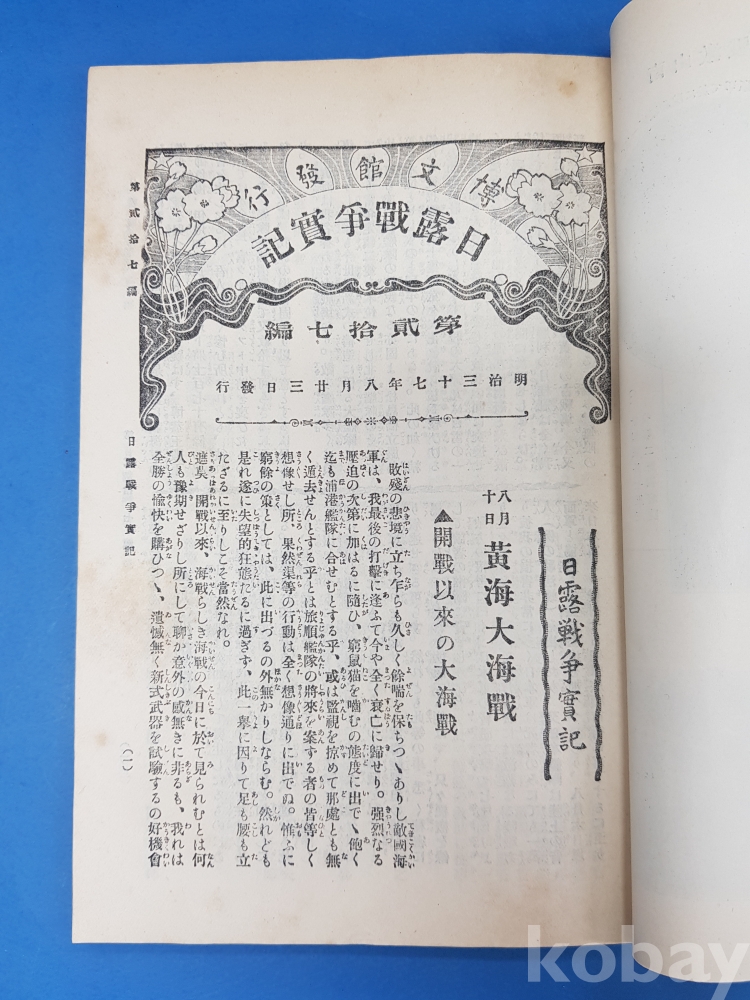 博文館發行
日露戰爭實記
第貳拾七編
明治三十七年八月廿三日發行
日露戰爭實記
八月十日 黃海大海戰
▲開戰以來の大海戰
敗殘の悲境に立ち乍らも久しく餘喘を保ちつゝありし敵國海
軍は、我最後の打擊に逢ふて今や全く衰亡に歸せり。强烈なる
壓迫の次第に加はるに隨ひ、窮鼠猫を嚙むの態度に出でゝ飽く
迄も浦港艦隊に合せむとする乎、或は監視を掠めて那處とも無
く遁去せんとする乎とは旅順艦隊の將來を案する者の皆等しく
想像せし所、果然渠等の行動は全く想像通りに出でぬ。惟ふに
窮餘の策としては、此に出づるの外無かりしならむ。然れども
是れ遂に失望的狂態たるに過ぎず、此一擧に因りて足も腰も立
たざるに至りしこそ當然なれ。
遮莫、開戰以來、海戰らしき海戰の今日に於て見られむとは何
人も豫期せざりし所にして聊か意外の感無きに非るも、我れは
全勝の愉快を購ひつゝ、遺憾無く新式武器を試驗するの好機會
第貳拾七編
日露戰爭實記
(一)
kobay